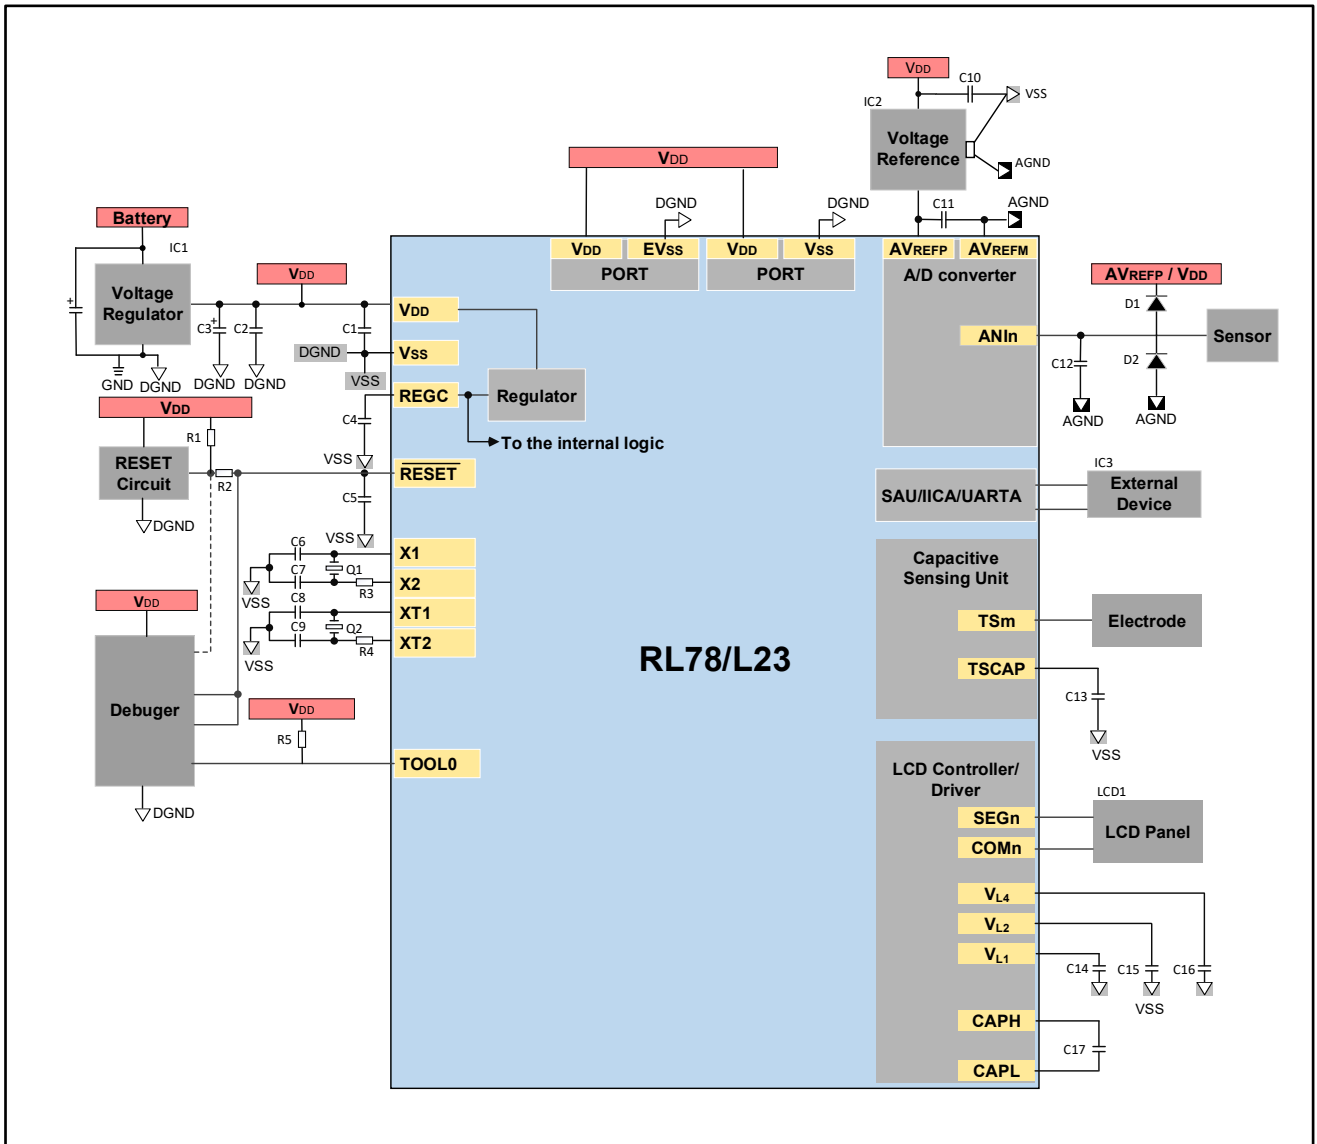 VDD
C10
VSS
IC2
Voltage
Reference
AGND
VDD
C11
AGND
DGND
DGND
Battery
IC1
Voltage
Regulator
VDD
C3
C2
C1
GND
DGND
DGND
DGND
DGND
VSS
VDD
VSS
REGC
Regulator
To the internal logic
C4
VSS
VDD
EVSS
PORT
VDD
VSS
PORT
AVREFP
AVREFM
A/D converter
ANIn
AVREFP / VDD
D1
Sensor
C12
D2
AGND
AGND
VDD
R1
RESET
Circuit
R2
RESET
C5
DGND
VSS
SAU/IICA/UARTA
IC3
External
Device
C6
X1
C7
Q1
X2
VSS
C8
R3
XT1
C9
Q2
XT2
VSS
R4
RL78/L23
Capacitive
Sensing Unit
TSm
Electrode
TSCAP
C13
VSS
VDD
Debuger
VDD
R5
TOOL0
DGND
LCD Controller/
Driver
LCD1
SEGn
LCD Panel
COMn
VL4
VL2
VL1
C14
C15
C16
VSS
CAPH
C17
CAPL